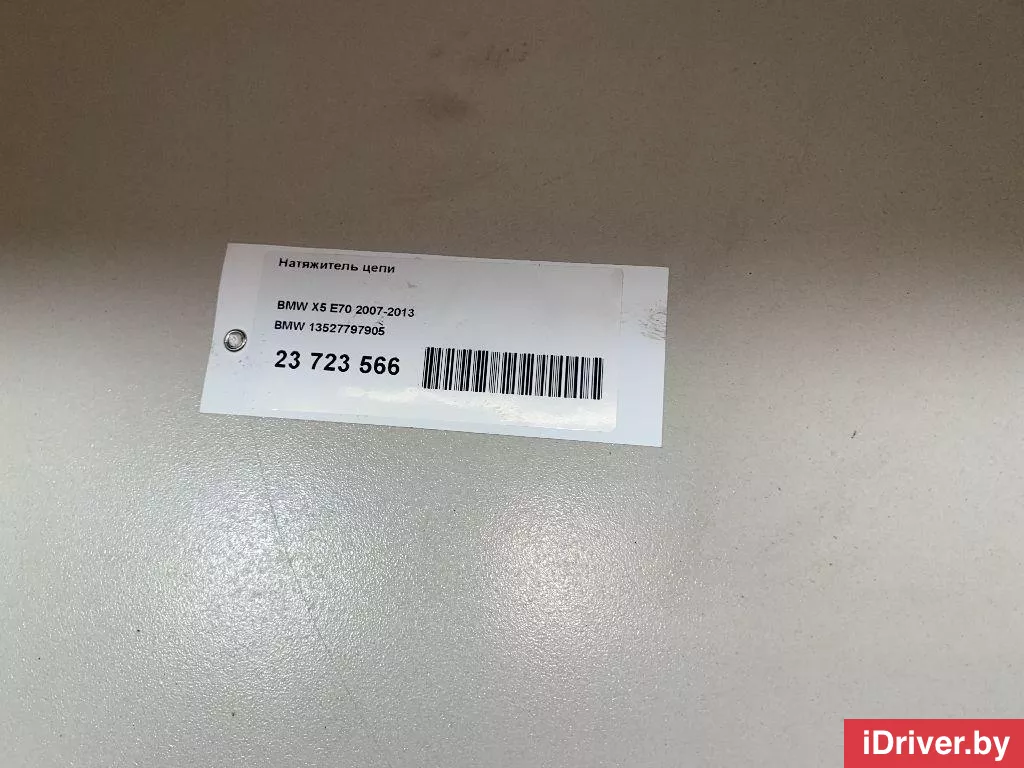 Натяжитель цепи
BMW X5 E70 2007-2013
BMW 13527797905
23 723 566
iDriver.by